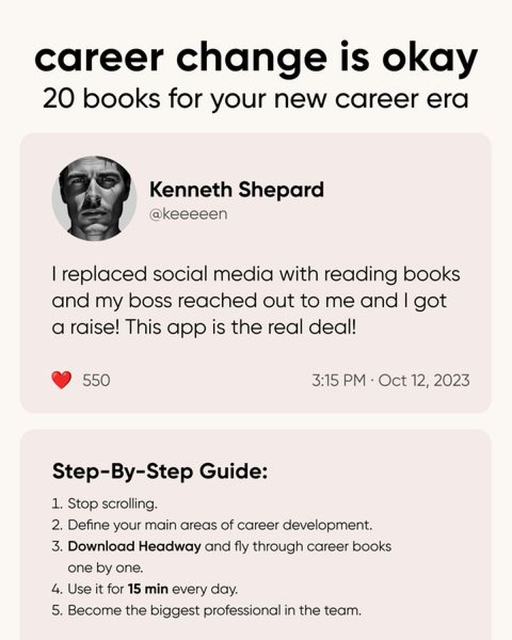 career change is okay
20 books for your new career era
Kenneth Shepard
@keeeeen
I replaced social media with reading books
and my boss reached out to me and I got
a raise! This app is the real deal!
❤️ 550
3:15 PM · Oct 12, 2023
Step-By-Step Guide:
1. Stop scrolling.
2. Define your main areas of career development.
3. Download Headway and fly through career books
one by one.
4. Use it for 15 min every day.
5. Become the biggest professional in the team.